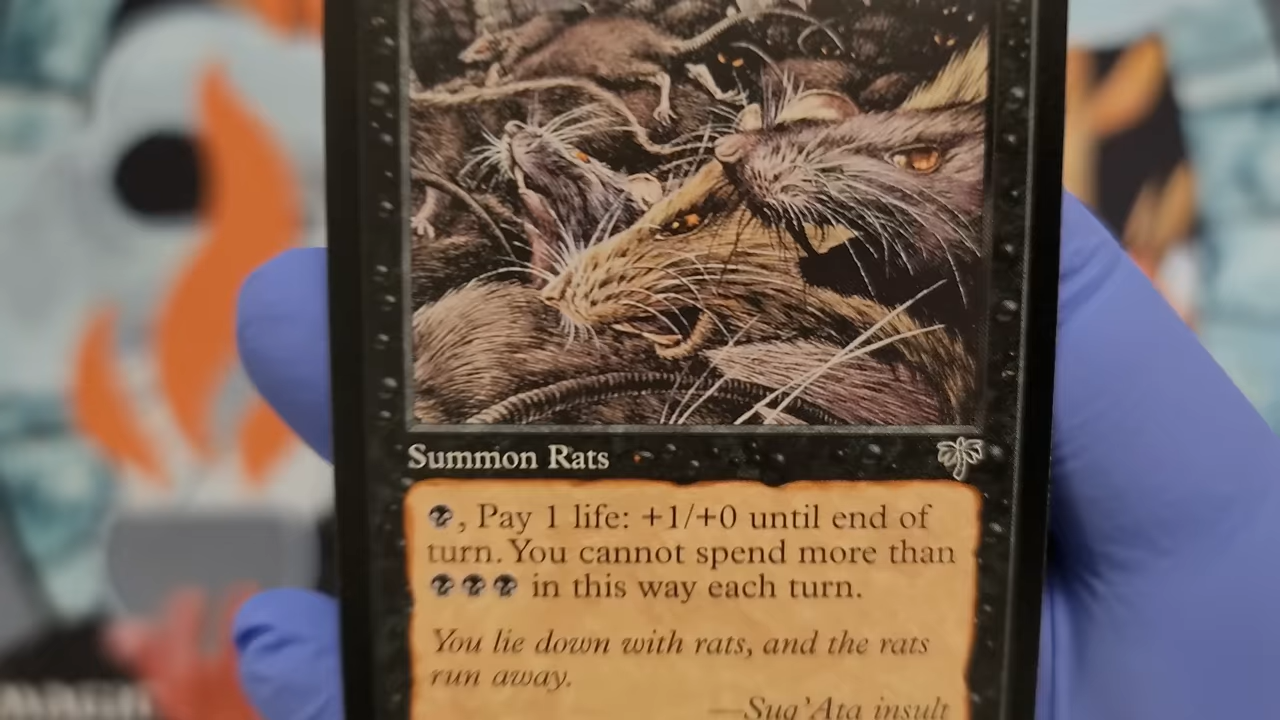 Summon Rats
, Pay 1 life: +1/+0 until end of
turn. You cannot spend more than
in this way each turn.
You lie down with rats, and the rats
run away.
—Suq'Ata insult